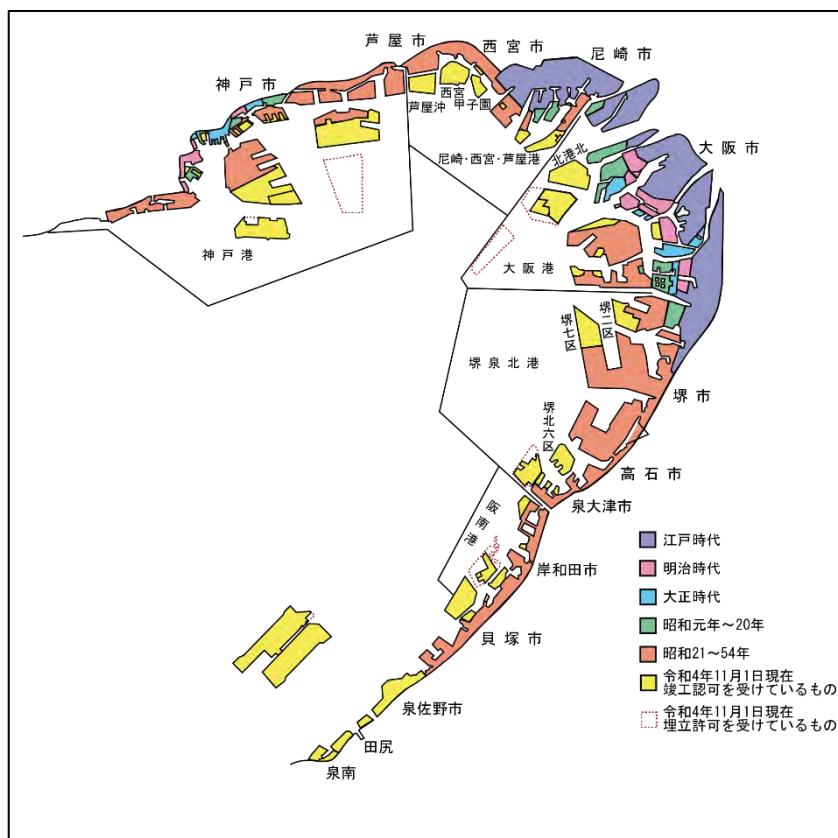 芦屋市
西宮市
尼崎市
神戸市
西宮
芦屋沖
甲子園
大阪市
北港北
尼崎・西宮・芦屋港
神戸港
大阪港
堺二区
堺七区
堺泉北港
堺市
堺北六区
高石市
泉大津市
阪南港
岸和田市
貝塚市
泉佐野市
田尻
泉南
江戸時代
明治時代
大正時代
昭和元年～20年
昭和21～54年
令和4年11月1日現在
竣工認可を受けているもの
令和4年11月1日現在
埋立許可を受けているもの